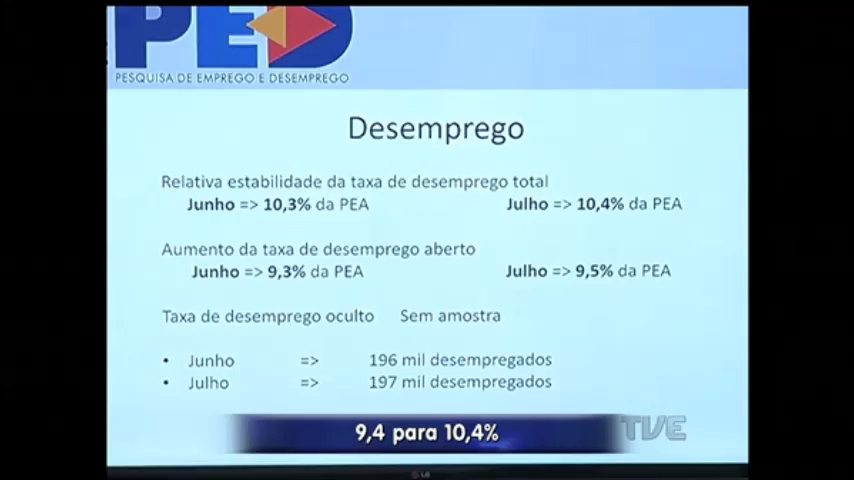 PED
PESQUISA DE EMPREGO E DESEMPREGO
Desemprego
Relativa estabilidade da taxa de desemprego total
Junho => 10,3% da PEA Julho => 10,4% da PEA
Aumento da taxa de desemprego aberto
Junho => 9,3% da PEA Julho => 9,5% da PEA
Taxa de desemprego oculto Sem amostra
• Junho => 196 mil desempregados
• Julho => 197 mil desempregados
9,4 para 10,4%
TVE
LG